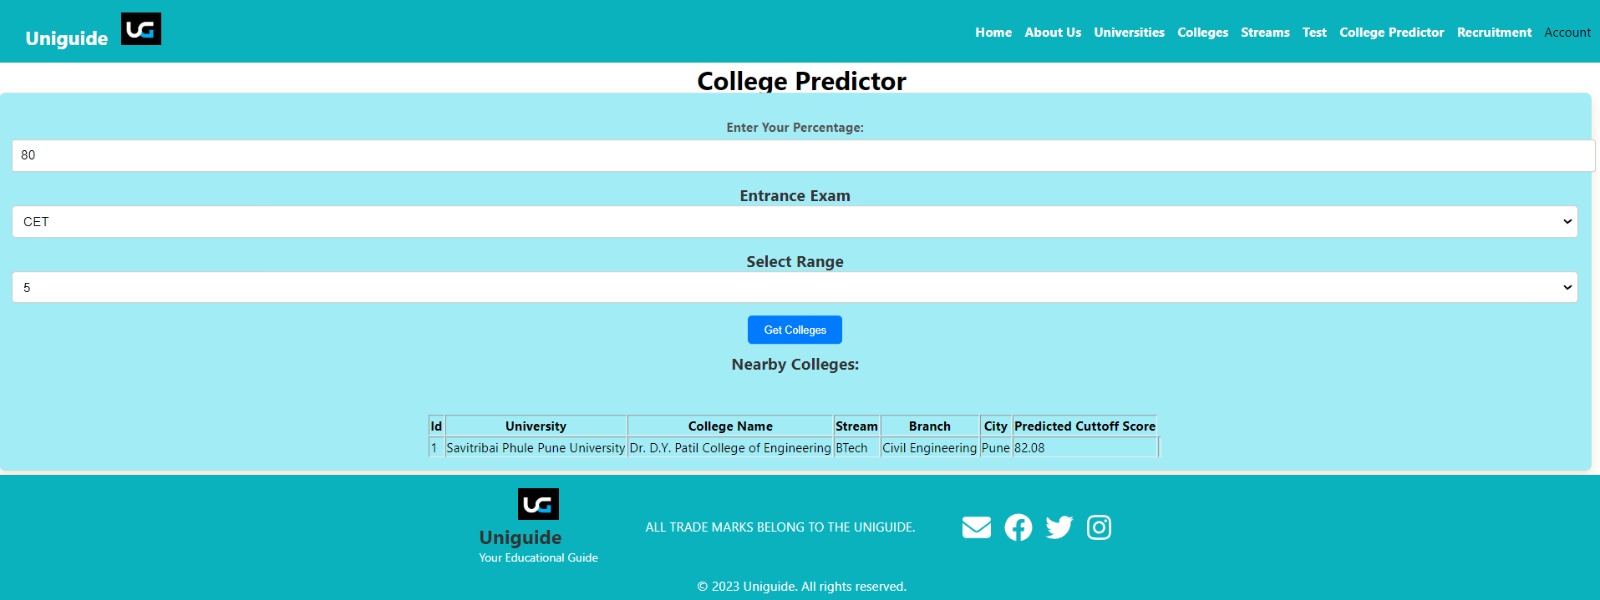 Uniguide UG Home About Us Universities Colleges Streams Test College Predictor Recruitment Account
College Predictor
Enter Your Percentage:
80
Entrance Exam
CET
Select Range
5
Get Colleges
Nearby Colleges:
Id University College Name Stream Branch City Predicted Cuttoff Score
1 Savitribai Phule Pune University Dr. D.Y. Patil College of Engineering BTech Civil Engineering Pune 82.08
UG
Uniguide
Your Educational Guide
ALL TRADE MARKS BELONG TO THE UNIGUIDE.
© 2023 Uniguide. All rights reserved.